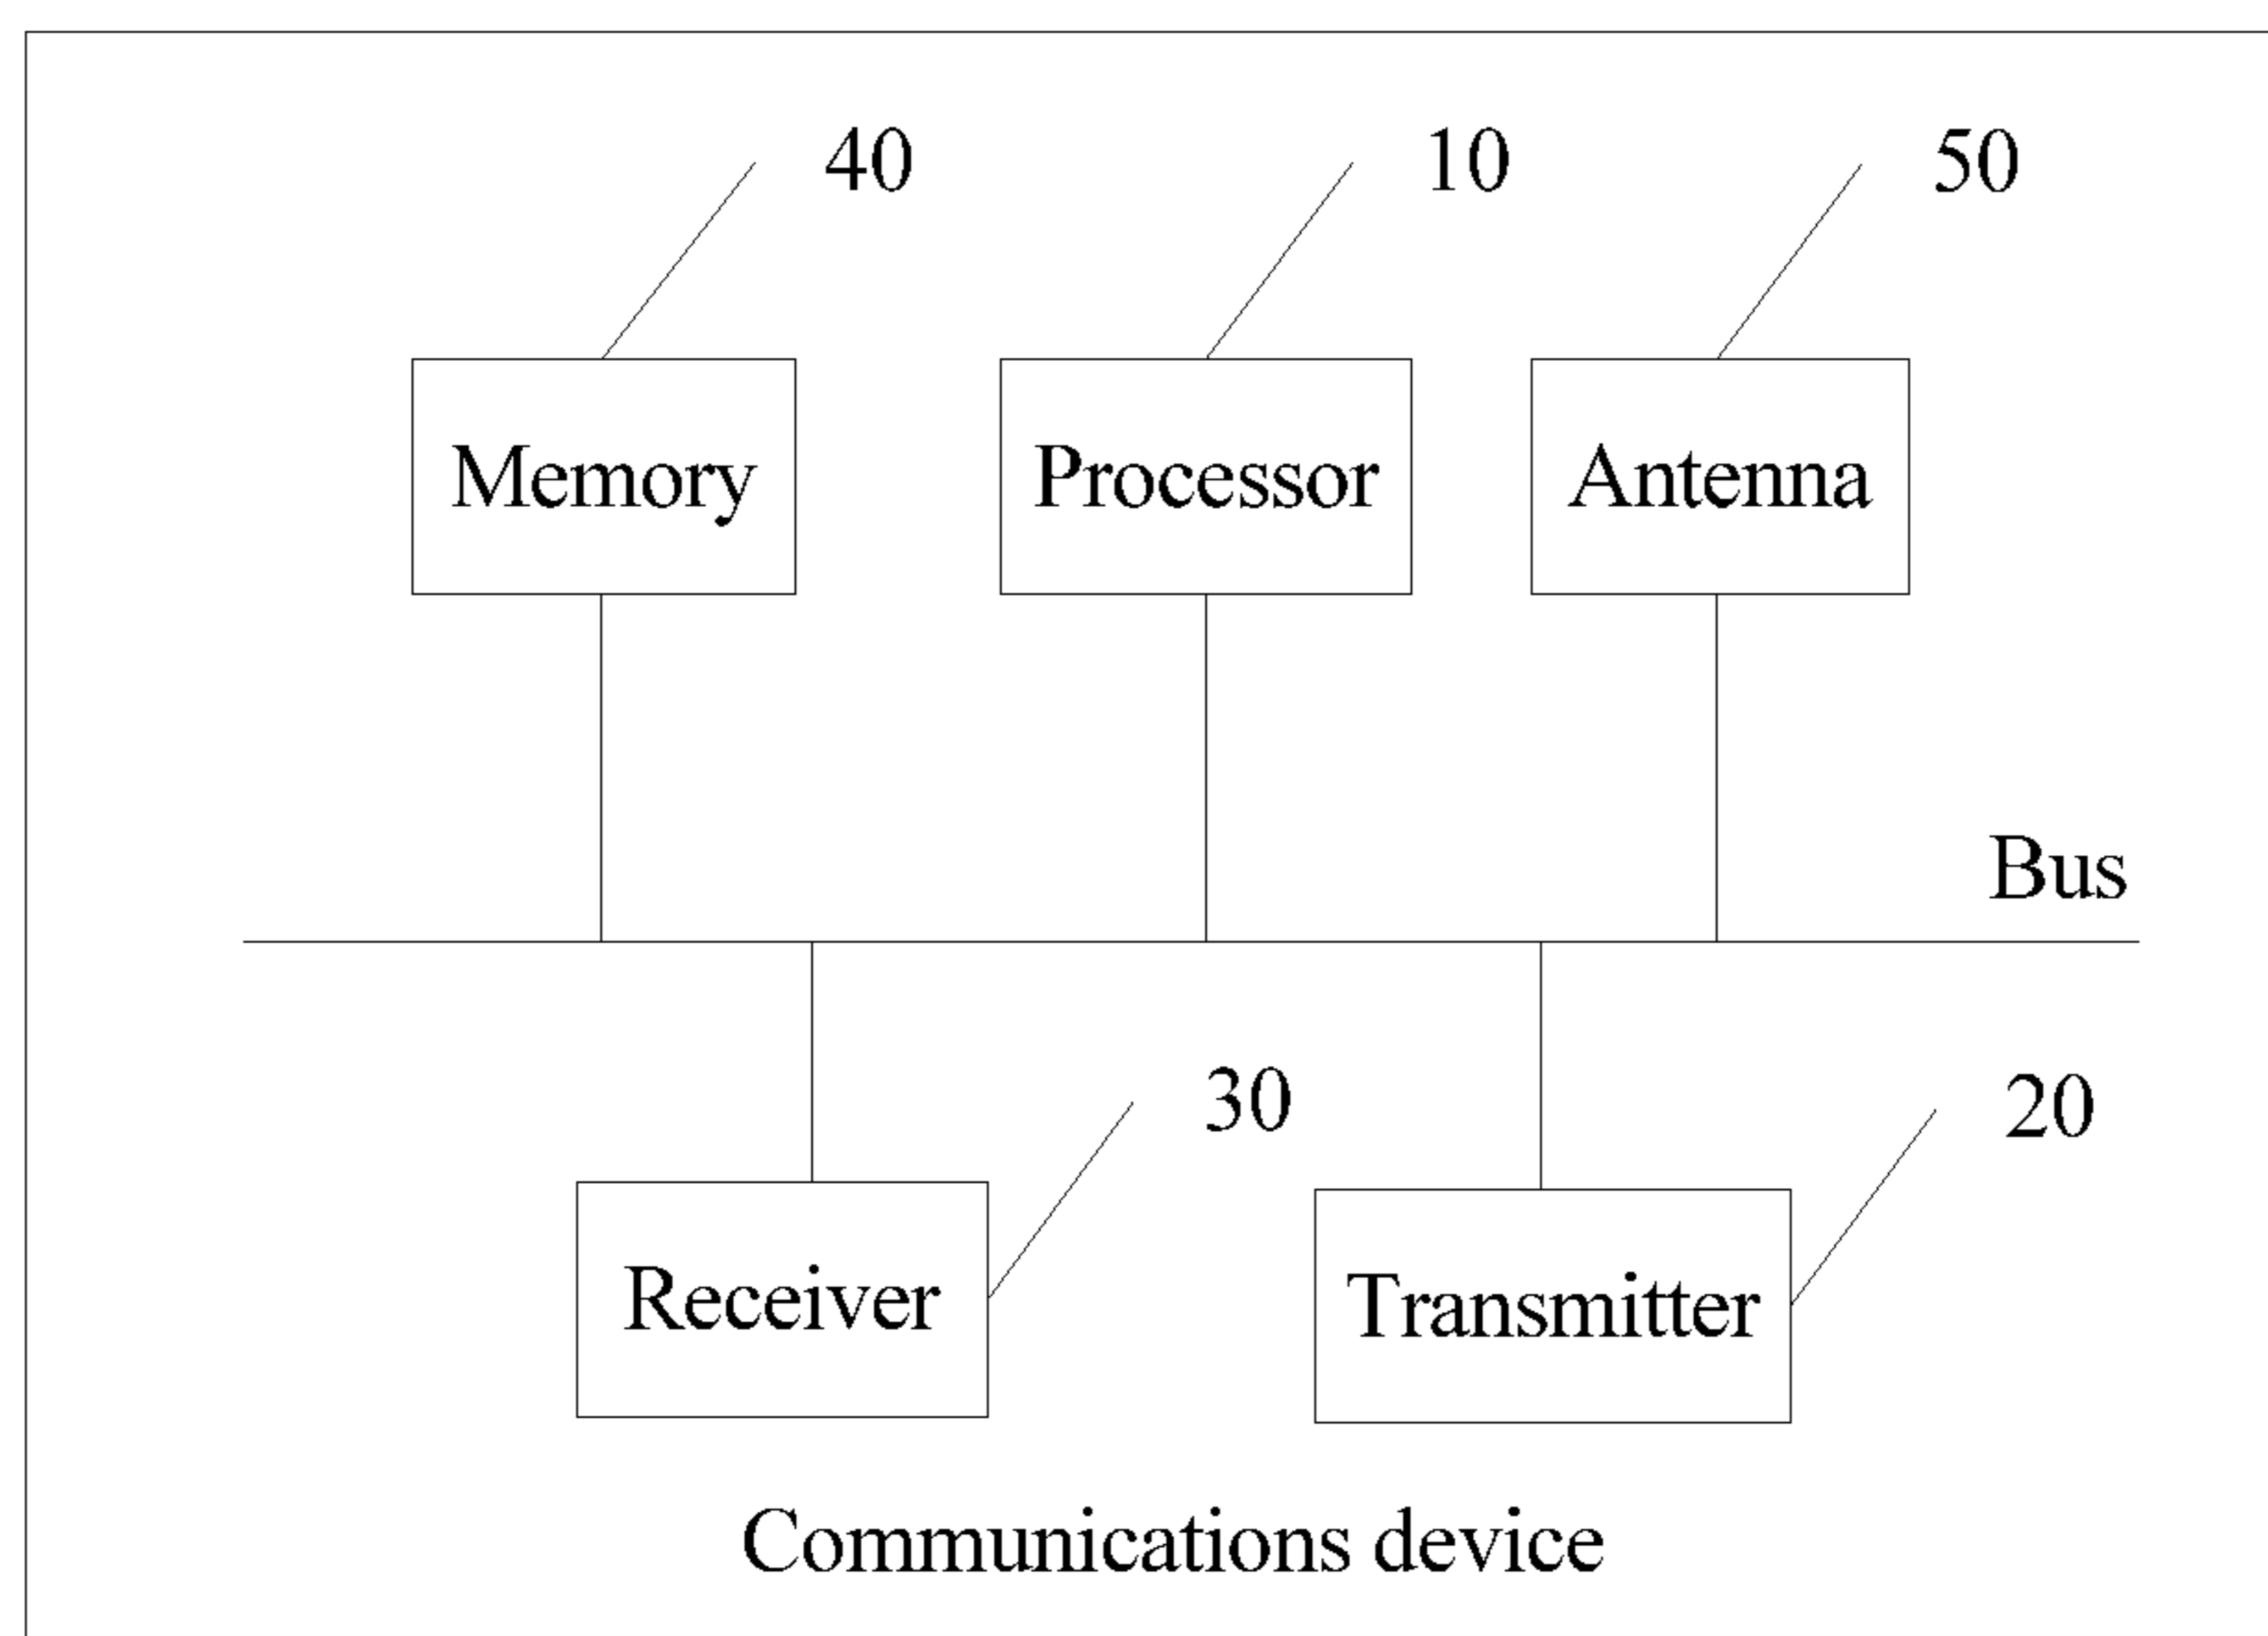 40
10
50
Memory
Processor
Antenna
Bus
30
20
Receiver
Transmitter
Communications device